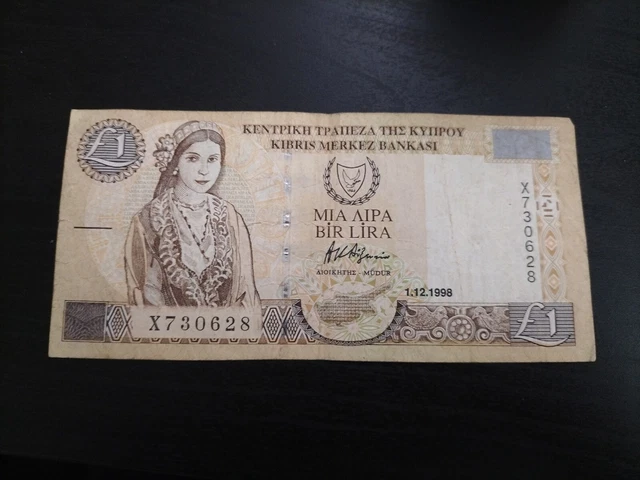 £1
ΚΕΝΤΡΙΚΗ ΤΡΑΠΕΖΑ ΤΗΣ ΚΥΠΡΟΥ
KIBRIS MERKEZ BANKASI
ΜΙΑ ΛΙΡΑ
BİR LİRA
ΔΙΟΙΚΗΤΗΣ - MÜDÜR
1.12.1998
X730628
X730628
£1